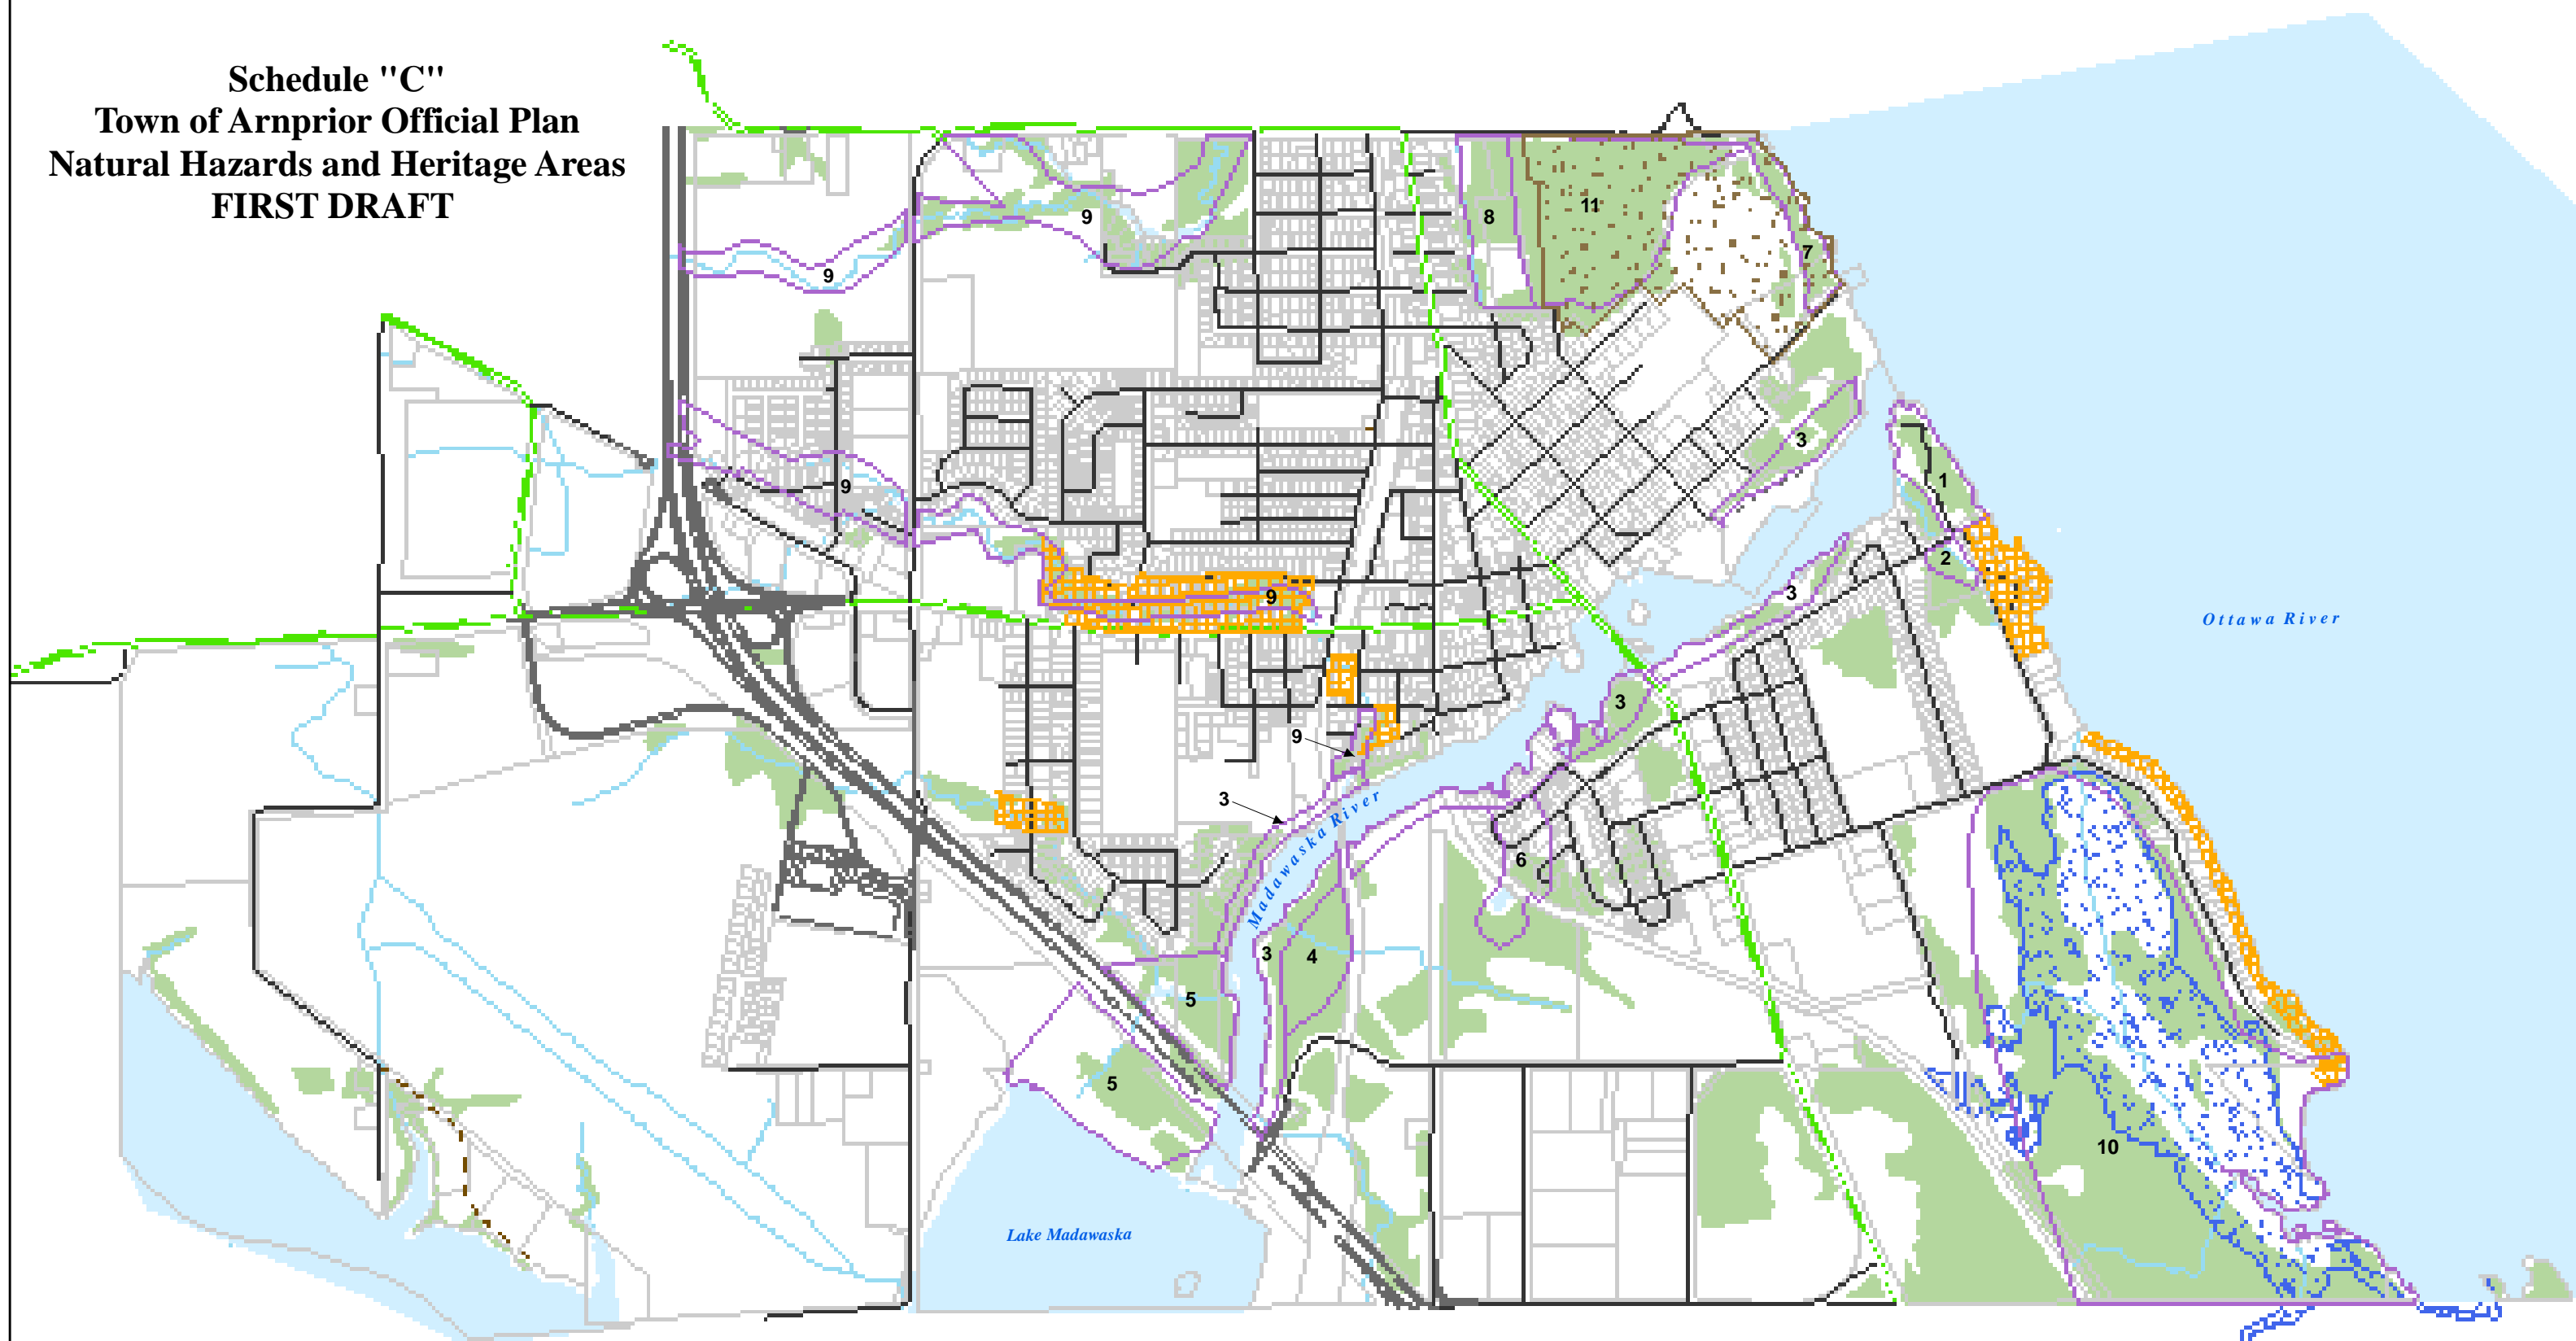 Schedule "C"
Town of Arnprior Official Plan
Natural Hazards and Heritage Areas
FIRST DRAFT
11
8
9
7
9
3
1
9
2
3
9
Ottawa River
3
9
3
Madawaska River
6
3
4
5
5
10
Lake Madawaska